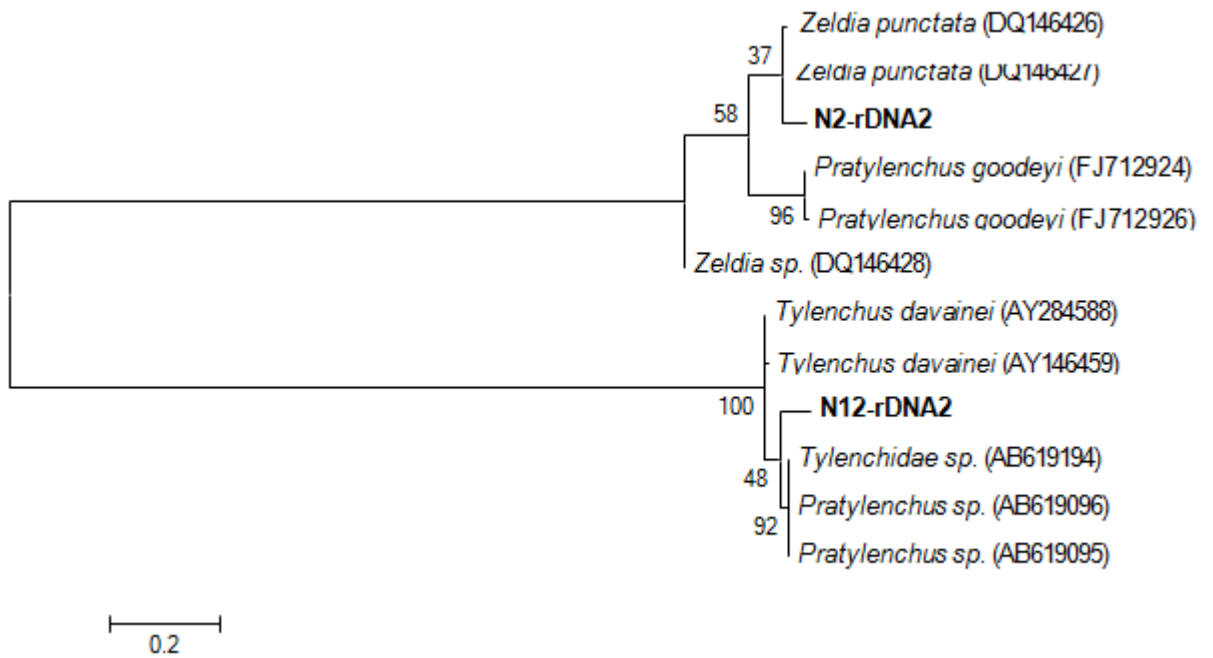 Zeldia punctata (DQ146426)
37
Zeldia punctata (DQ146427)
58
N2-rDNA2
Pratylenchus goodeyi (FJ712924)
96
Pratylenchus goodeyi (FJ712926)
Zeldia sp. (DQ146428)
Tylenchus davainei (AY284588)
Tylenchus davainei (AY146459)
100
N12-rDNA2
Tylenchidae sp. (AB619194)
48
Pratylenchus sp. (AB619096)
92
Pratylenchus sp. (AB619095)
0.2